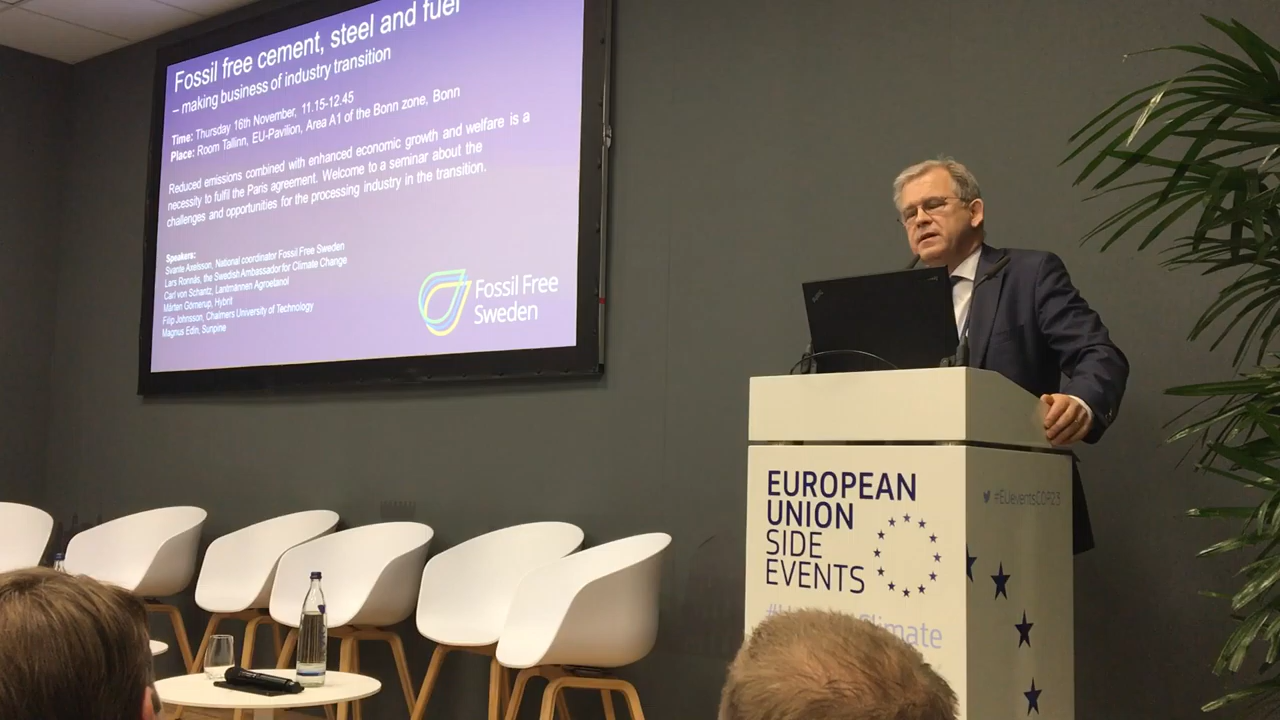 Fossil free cement, steel and fuel
– making business of industry transition
Time: Thursday 16th November, 11.15-12.45
Place: Room Tallinn, EU-Pavilion, Area A1 of the Bonn zone, Bonn
Reduced emissions combined with enhanced economic growth and welfare is a
necessity to fulfil the Paris agreement. Welcome to a seminar about the
challenges and opportunities for the processing industry in the transition.
Speakers:
Svante Axelsson, National coordinator Fossil Free Sweden
Lars Ronnås, the Swedish Ambassador for Climate Change
Carl von Schantz, Lantmännen Agroetanol
Mårten Görnerup, Hybrit
Filip Johnsson, Chalmers University of Technology
Magnus Edin, Sunpine
Fossil Free
Sweden
EUROPEAN
UNION
SIDE
EVENTS
#EUeventsCOP23